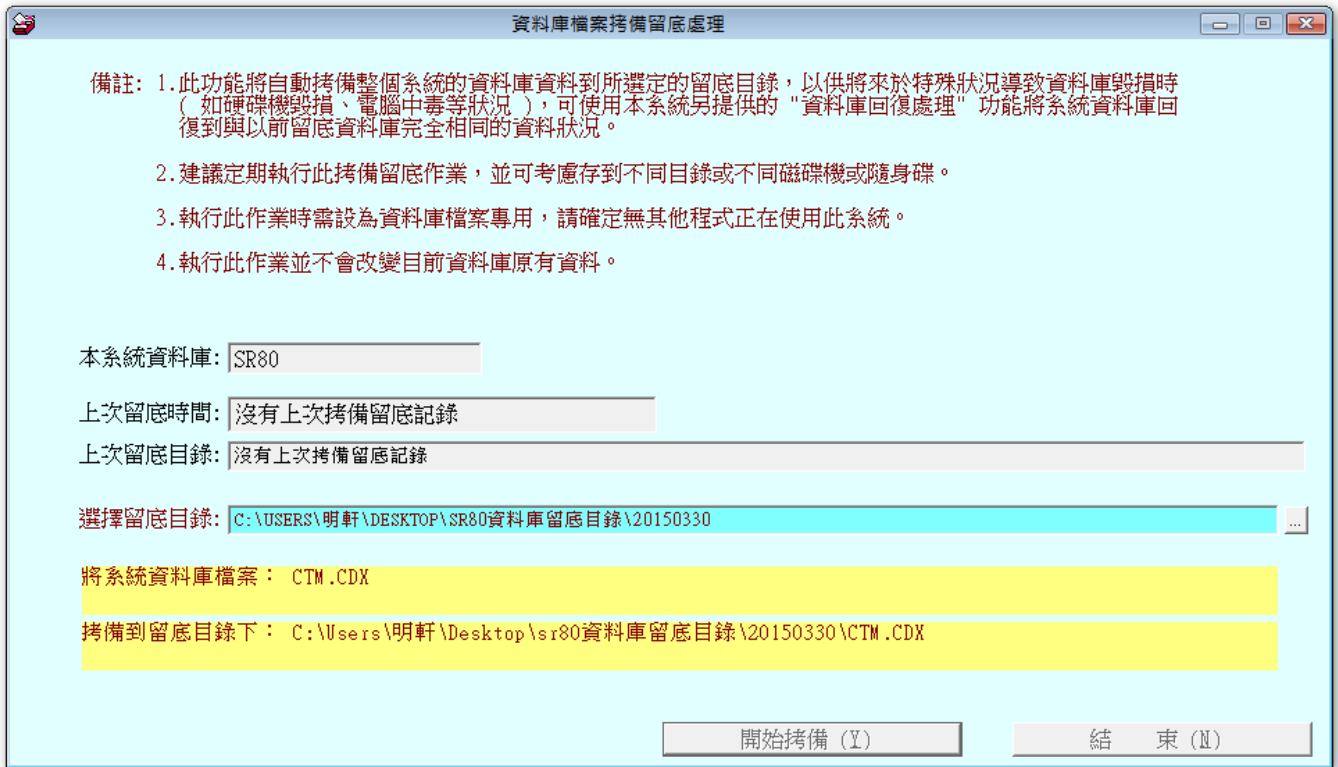 資料庫檔案拷備留底處理
備註: 1.此功能將自動拷備整個系統的資料庫資料到所選定的留底目錄，以供將來於特殊狀況導致資料庫毀損時
( 如硬碟機毀損、電腦中毒等狀況 )，可使用本系統另提供的 "資料庫回復處理" 功能將系統資料庫回
復到與以前留底資料庫完全相同的資料狀況。
2.建議定期執行此拷備留底作業，並可考慮存到不同目錄或不同磁碟機或隨身碟。
3.執行此作業時需設為資料庫檔案專用，請確定無其他程式正在使用此系統。
4.執行此作業並不會改變目前資料庫原有資料。
本系統資料庫: SR80
上次留底時間: 沒有上次拷備留底記錄
上次留底目錄: 沒有上次拷備留底記錄
選擇留底目錄: C:\USERS\明軒\DESKTOP\SR80資料庫留底目錄\20150330 ...
將系統資料庫檔案： CTM.CDX
拷備到留底目錄下： C:\Users\明軒\Desktop\sr80資料庫留底目錄\20150330\CTM.CDX
開始拷備 (Y) 結 束 (N)